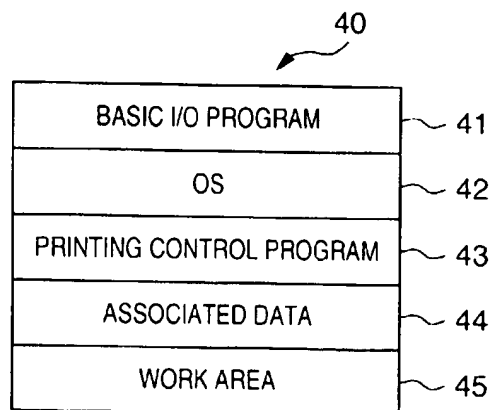 40
BASIC I/O PROGRAM 41
OS 42
PRINTING CONTROL PROGRAM 43
ASSOCIATED DATA 44
WORK AREA 45